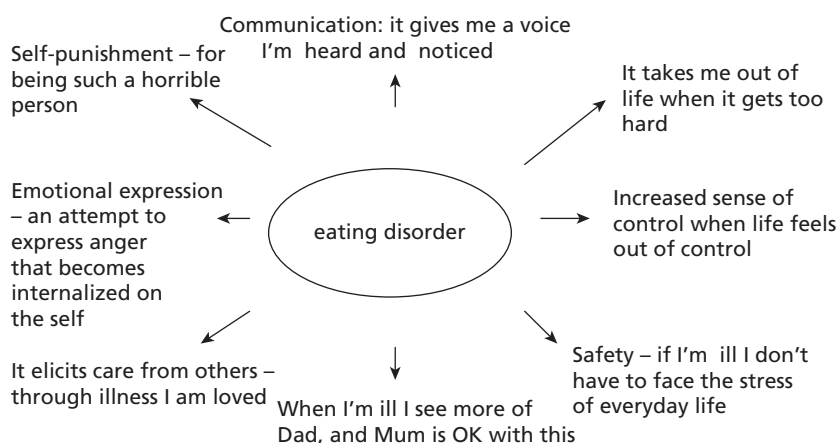 Communication: it gives me a voice
I'm heard and noticed
Self-punishment – for
being such a horrible
person
It takes me out of
life when it gets too
hard
Emotional expression
– an attempt to
express anger
that becomes
internalized on
the self
eating disorder
Increased sense of
control when life feels
out of control
It elicits care from others –
through illness I am loved
When I'm ill I see more of
Dad, and Mum is OK with this
Safety – if I'm ill I don't
have to face the stress
of everyday life